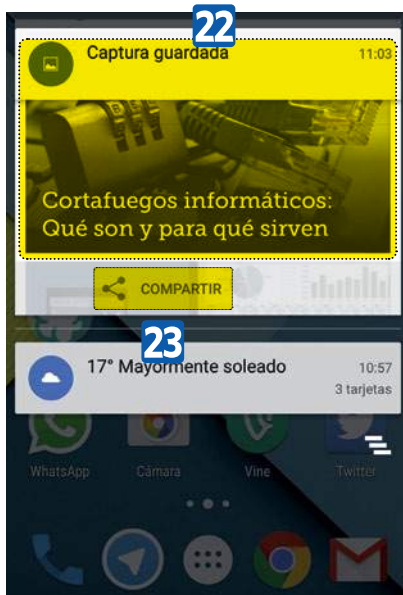 22
Captura guardada
11:03
Cortafuegos informáticos:
Qué son y para qué sirven
COMPARTIR
23
17° Mayormente soleado
10:57
3 tarjetas
WhatsApp
Cámara
Vine
Twitter